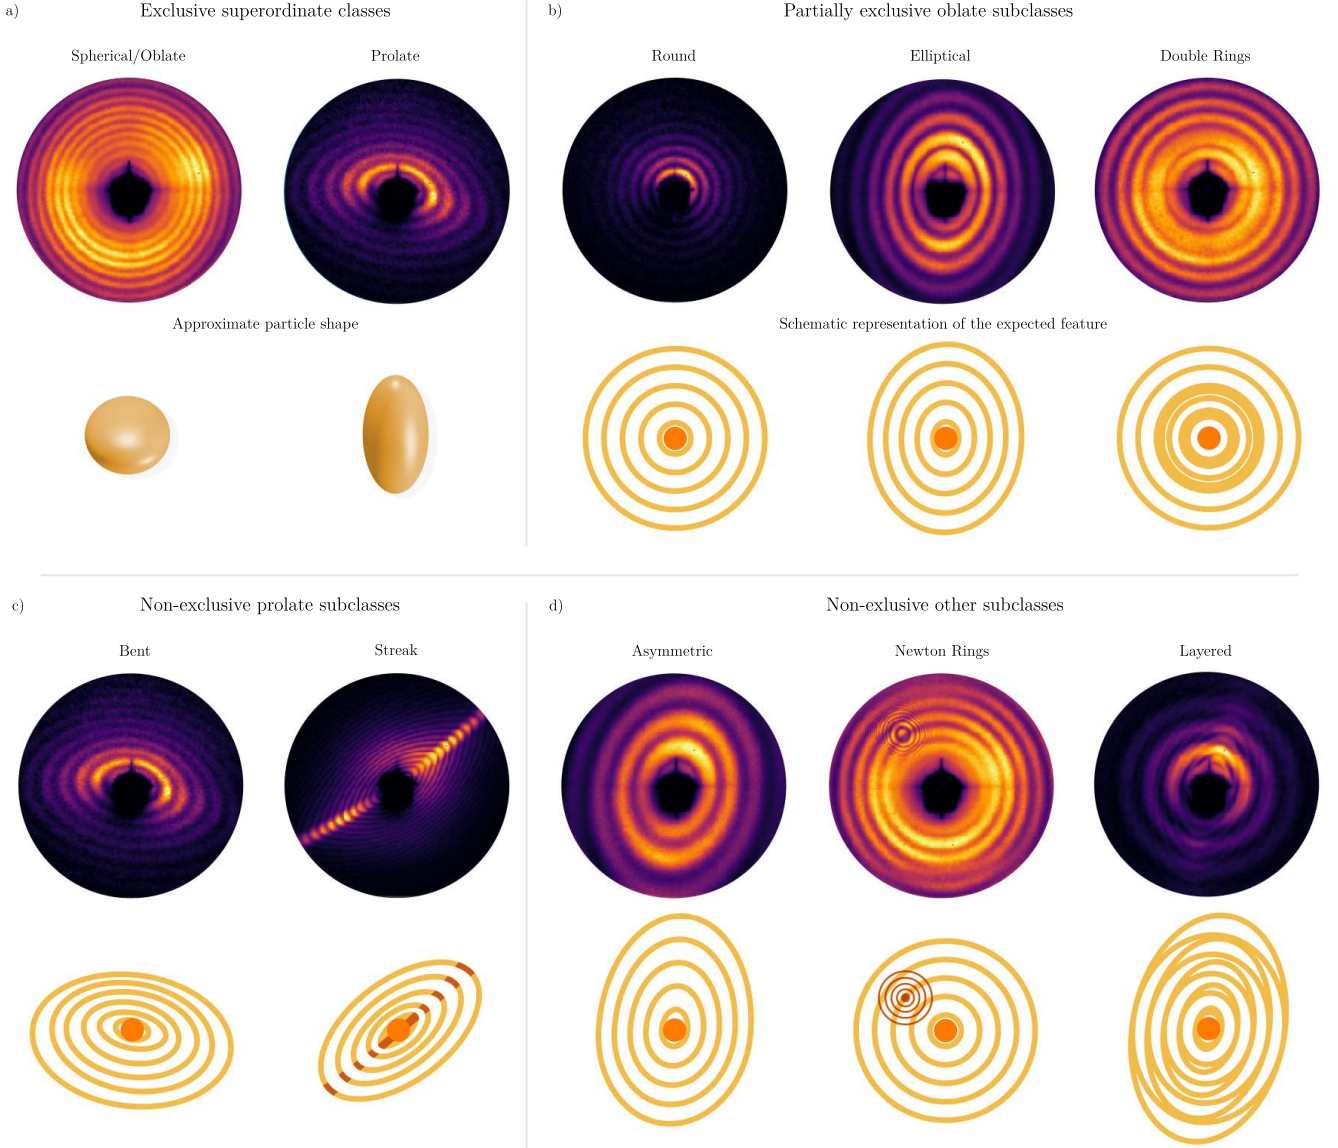 a)
Exclusive superordinate classes
Spherical/Oblate
Prolate
Approximate particle shape
b)
Partially exclusive oblate subclasses
Round
Elliptical
Double Rings
Schematic representation of the expected feature
c)
Non-exclusive prolate subclasses
Bent
Streak
d)
Non-exlusive other subclasses
Asymmetric
Newton Rings
Layered